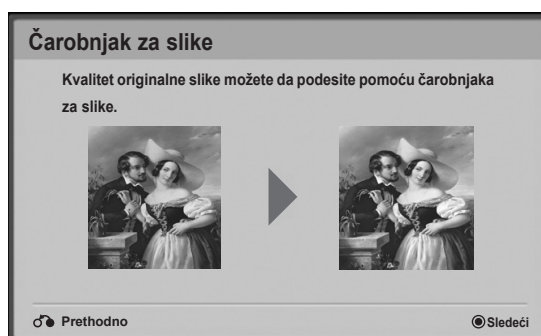 Čarobnjak za slike
Kvalitet originalne slike možete da podesite pomoću čarobnjaka
za slike.
Prethodno
Sledeći